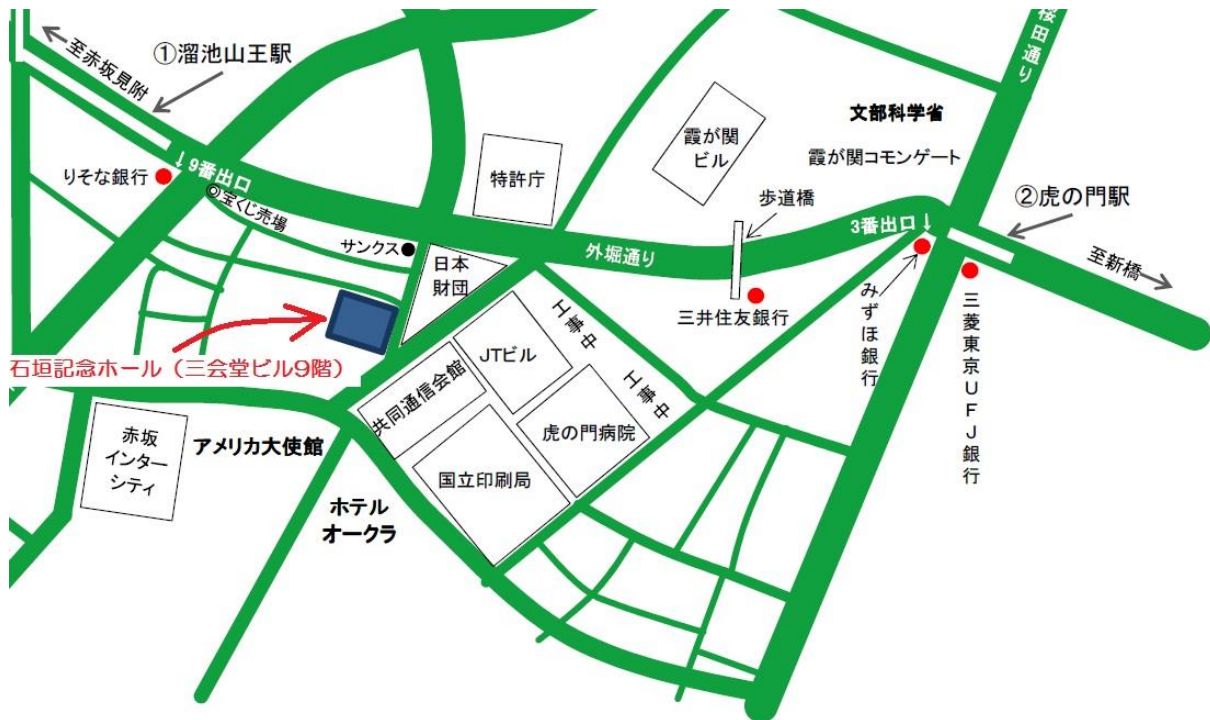 至赤坂見附
①溜池山王駅
桜田通り
りそな銀行
↓9番出口
◎宝くじ売場
サンクス
特許庁
霞が関
ビル
文部科学省
霞が関コモンゲート
歩道橋
3番出口↓
②虎の門駅
至新橋
外堀通り
日本
財団
三井住友銀行
みずほ銀行
三菱東京UFJ銀行
石垣記念ホール（三会堂ビル9階）
JTビル
工事中
工事中
共同通信会館
虎の門病院
国立印刷局
赤坂
インター
シティ
アメリカ大使館
ホテル
オークラ